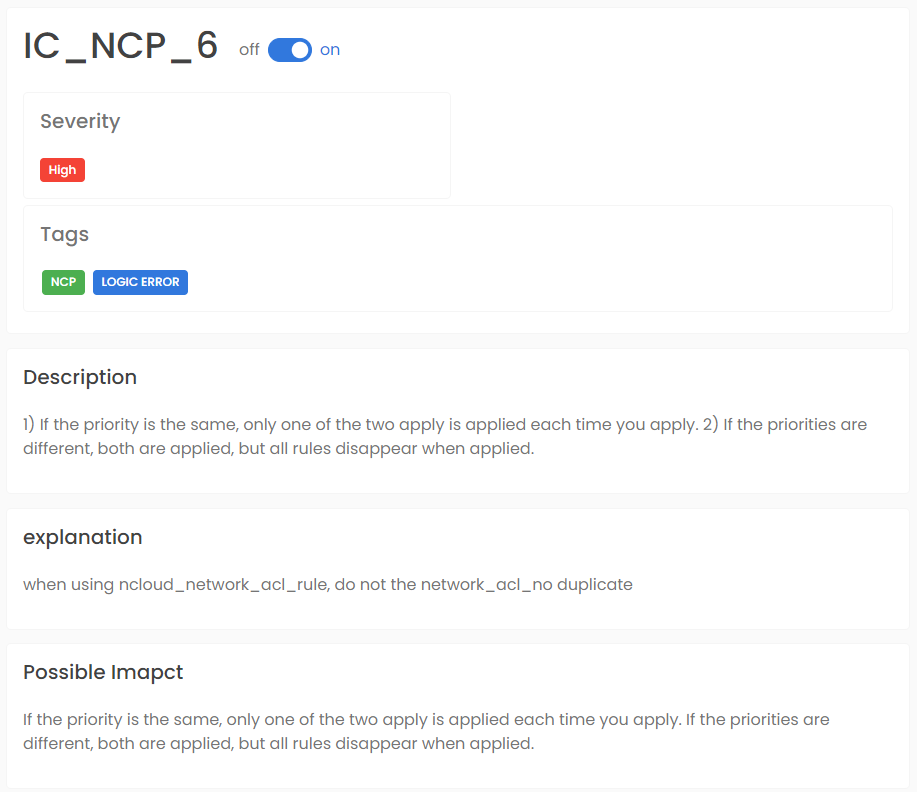 IC_NCP_6 off on
Severity
High
Tags
NCP LOGIC ERROR
Description
1) If the priority is the same, only one of the two apply is applied each time you apply. 2) If the priorities are
different, both are applied, but all rules disappear when applied.
explanation
when using ncloud_network_acl_rule, do not the network_acl_no duplicate
Possible Imapct
If the priority is the same, only one of the two apply is applied each time you apply. If the priorities are
different, both are applied, but all rules disappear when applied.